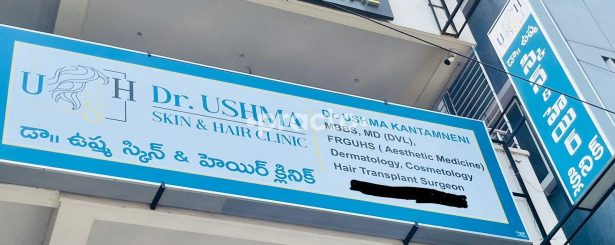 U S H
Dr. USHMA
SKIN & HAIR CLINIC
డా॥ ఉష్మ స్కిన్ & హెయిర్ క్లినిక్
Dr. USHMA KANTAMNENI
MBBS, MD (DVL),
FRGUHS ( Aesthetic Medicine)
Dermatology, Cosmetology
Hair Transplant Surgeon
U S H
డా॥ ఉష్మ
స్కిన్ & హెయిర్ క్లినిక్